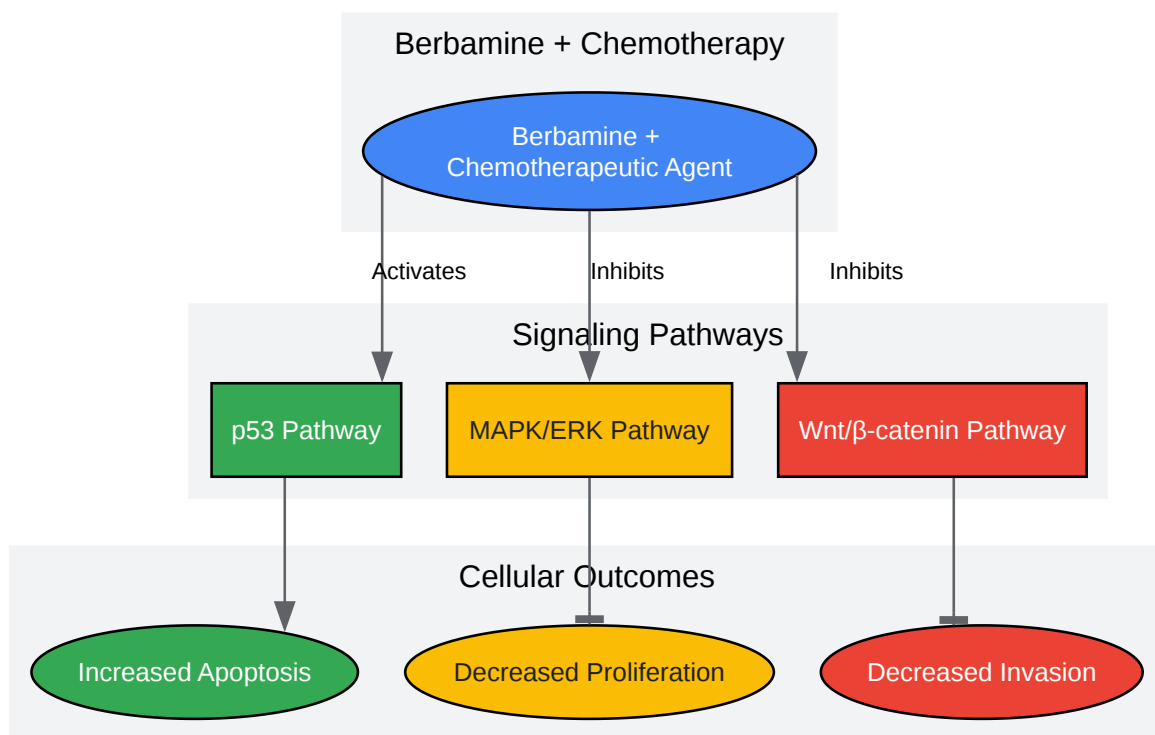 Berbamine + Chemotherapy
Berbamine +
Chemotherapeutic Agent
Activates
Inhibits
Inhibits
Signaling Pathways
p53 Pathway
MAPK/ERK Pathway
Wnt/β-catenin Pathway
Cellular Outcomes
Increased Apoptosis
Decreased Proliferation
Decreased Invasion